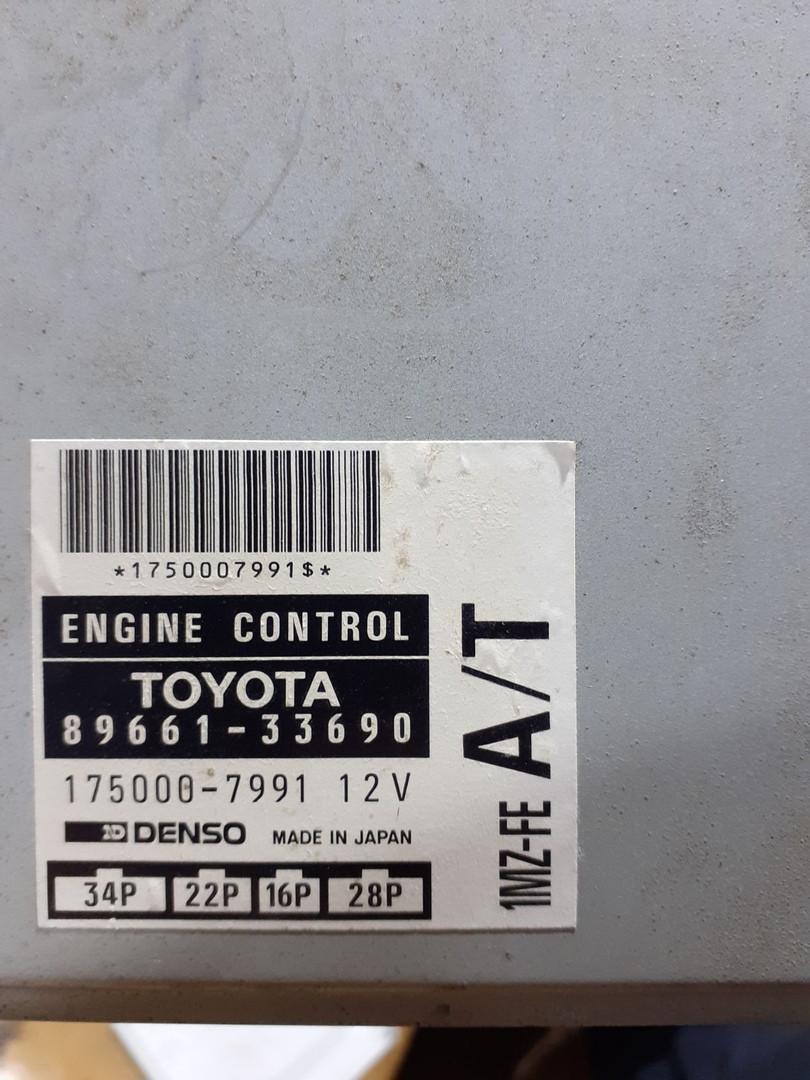 *1750007991$*
ENGINE CONTROL
TOYOTA
89661-33690
175000-7991 12V
DENSO MADE IN JAPAN
34P 22P 16P 28P
1MZ-FE A/T